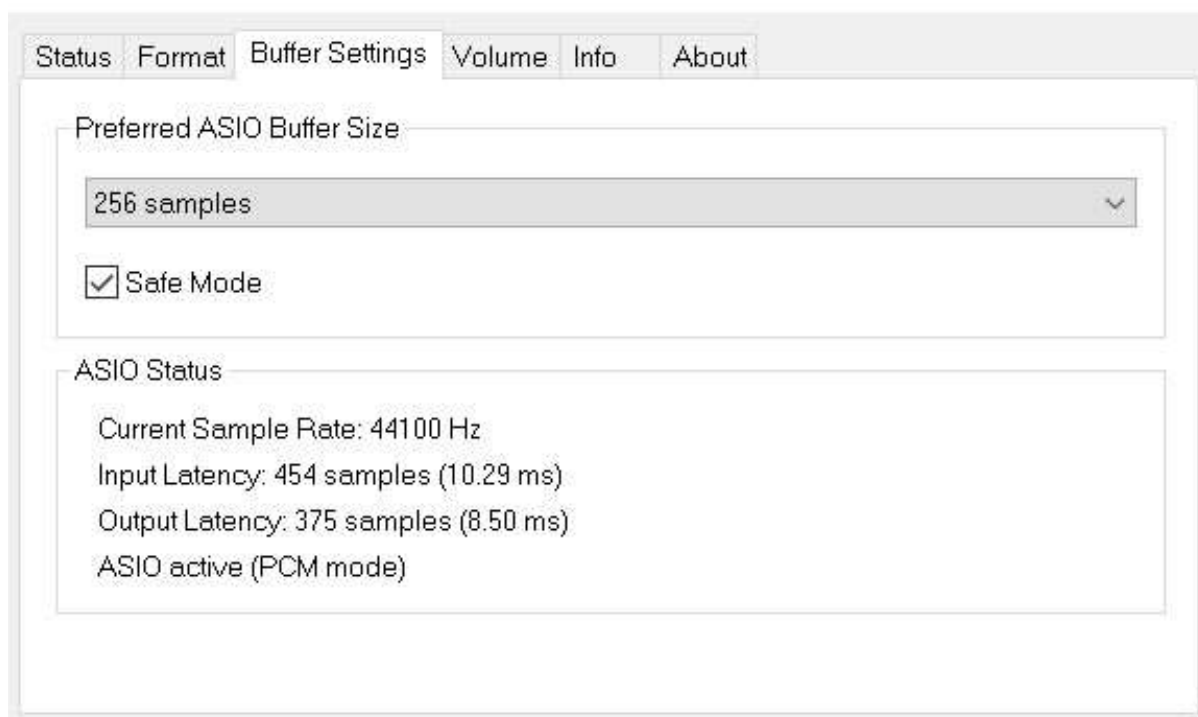 Status Format Buffer Settings Volume Info About
Preferred ASIO Buffer Size
256 samples
Safe Mode
ASIO Status
Current Sample Rate: 44100 Hz
Input Latency: 454 samples (10.29 ms)
Output Latency: 375 samples (8.50 ms)
ASIO active (PCM mode)